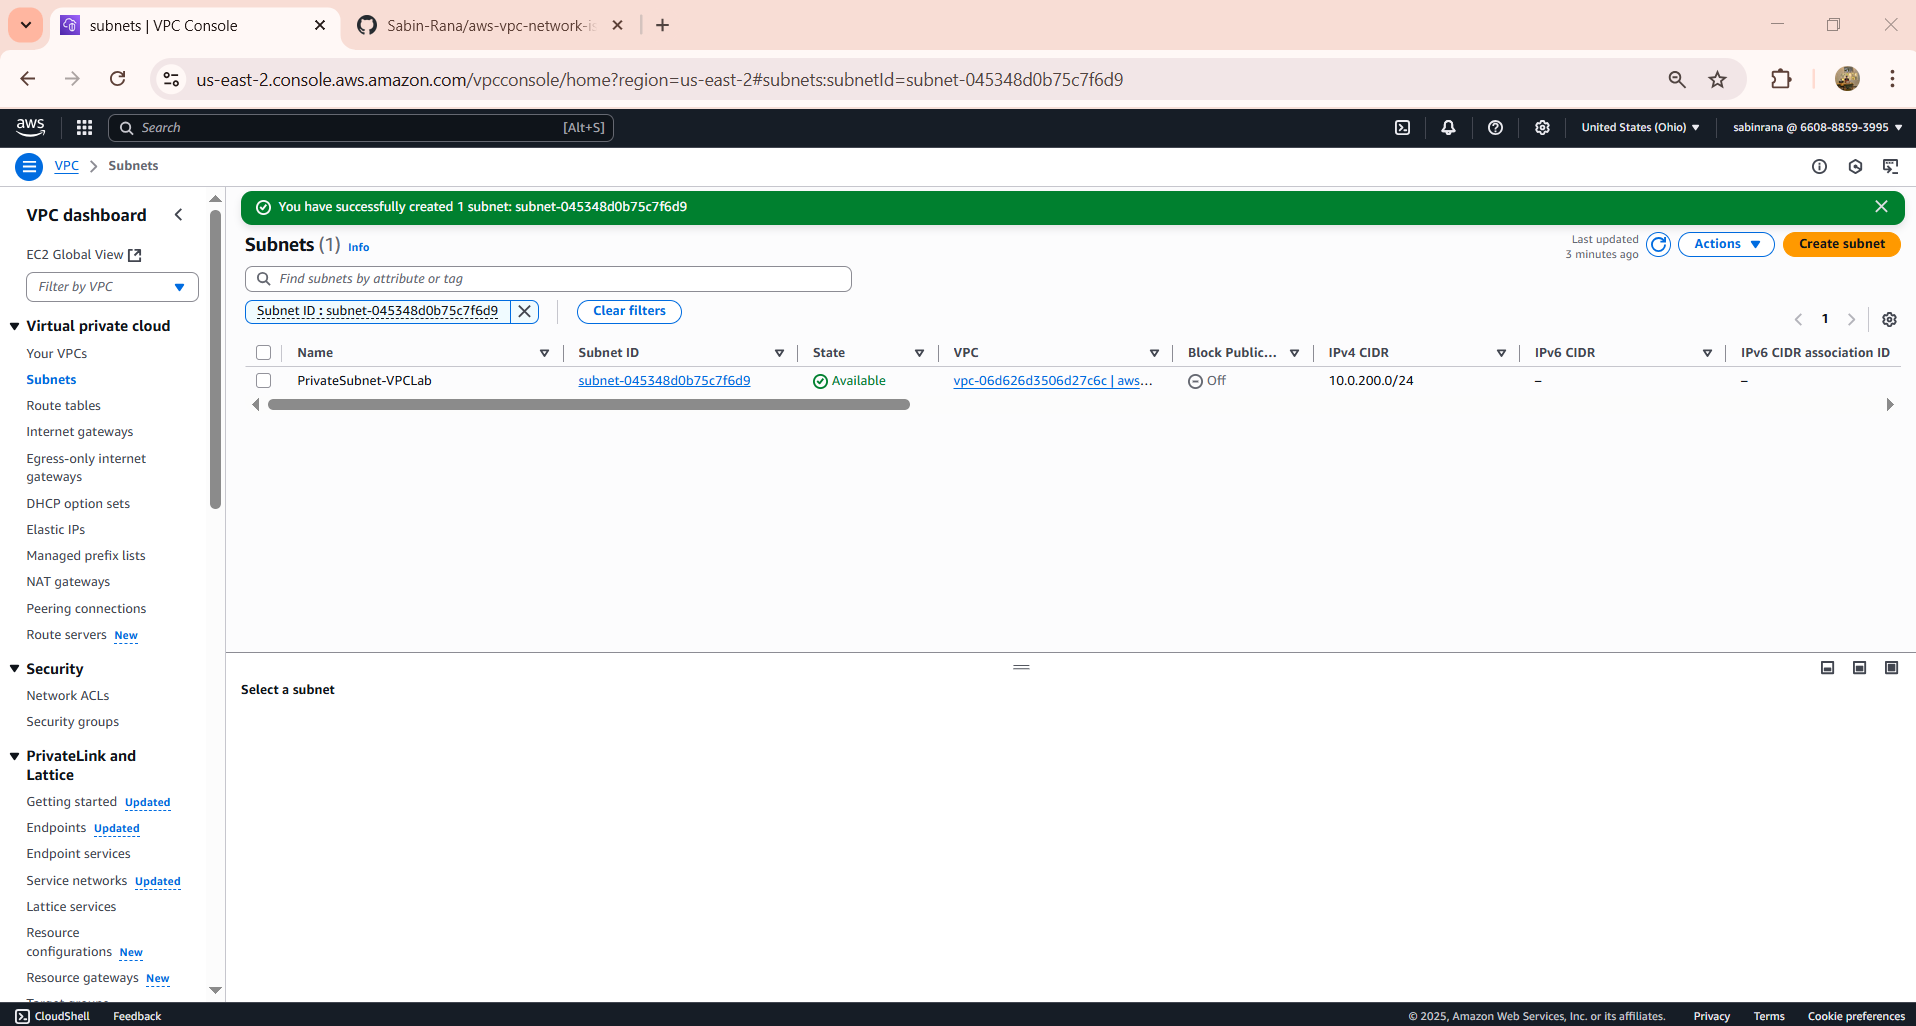 subnets | VPC Console
Sabin-Rana/aws-vpc-network-is
us-east-2.console.aws.amazon.com/vpcconsole/home?region=us-east-2#subnets:subnetId=subnet-045348d0b75c7f6d9
aws
Search
[Alt+S]
United States (Ohio)
sabinrana @ 6608-8859-3995
VPC
Subnets
VPC dashboard
EC2 Global View
Filter by VPC
Virtual private cloud
Your VPCs
Subnets
Route tables
Internet gateways
Egress-only internet
gateways
DHCP option sets
Elastic IPs
Managed prefix lists
NAT gateways
Peering connections
Route servers New
Security
Network ACLs
Security groups
PrivateLink and
Lattice
Getting started Updated
Endpoints Updated
Endpoint services
Service networks Updated
Lattice services
Resource
configurations New
Resource gateways New
Target groups
You have successfully created 1 subnet: subnet-045348d0b75c7f6d9
Subnets (1) Info
Last updated
3 minutes ago
Actions
Create subnet
Find subnets by attribute or tag
Subnet ID : subnet-045348d0b75c7f6d9
Clear filters
1
Name Subnet ID State VPC Block Public... IPv4 CIDR IPv6 CIDR IPv6 CIDR association ID
PrivateSubnet-VPCLab subnet-045348d0b75c7f6d9 Available vpc-06d626d3506d27c6c | aws... Off 10.0.200.0/24 – –
Select a subnet
CloudShell Feedback
© 2025, Amazon Web Services, Inc. or its affiliates. Privacy Terms Cookie preferences